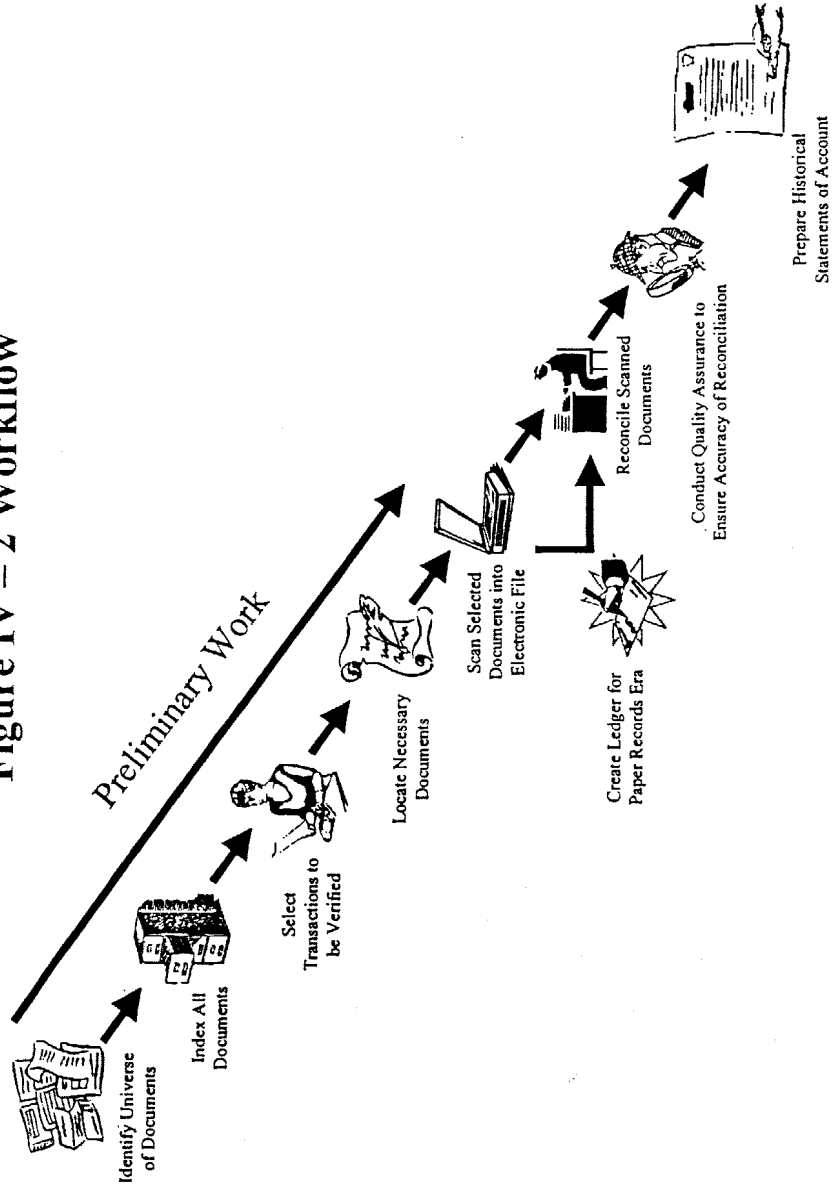 Figure IV – 2 Workflow
Preliminary Work
Identify Universe
of Documents
Index All
Documents
Select
Transactions to
be Verified
Locate Necessary
Documents
Scan Selected
Documents into
Electronic File
Create Ledger for
Paper Records Era
Reconcile Scanned
Documents
Conduct Quality Assurance to
Ensure Accuracy of Reconciliation
Prepare Historical
Statements of Account